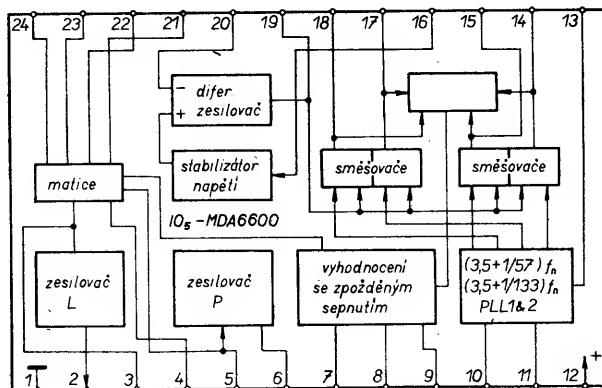 24 23 22 21 20 19 18 17 16 15 14 13
− difer
+ zesilovač
stabilizátor
napětí
matice
směšovače
směšovače
IO₅ - MDA6600
zesilovač
L
zesilovač
P
vyhodnocení
se zpožděným
sepnutím
(3,5+1/57) fₙ
(3,5+1/133) fₙ
PLL1&2
1 2 3 4 5 6 7 8 9 10 11 12 +